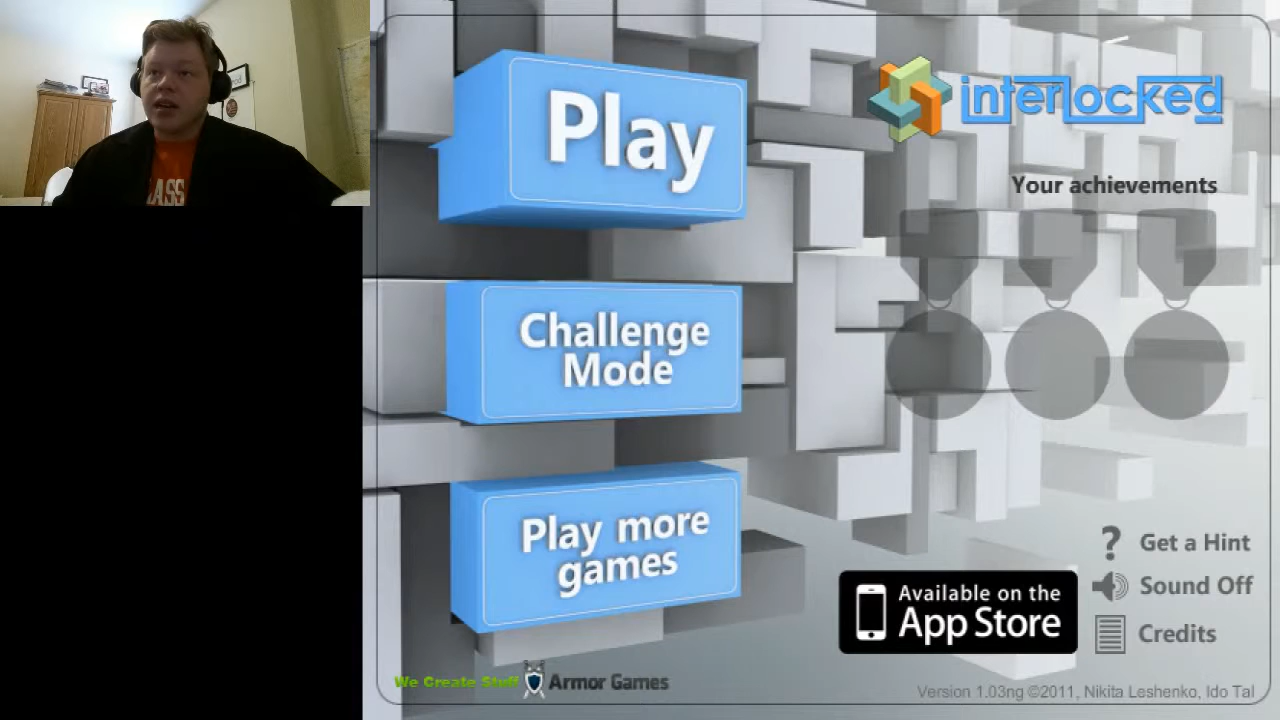 Play
interlocked
Your achievements
Challenge
Mode
Play more
games
Get a Hint
Sound Off
Credits
Available on the
App Store
We Create Stuff
Armor Games
Version 1.03ng ©2011, Nikita Leshenko, Ido Tal